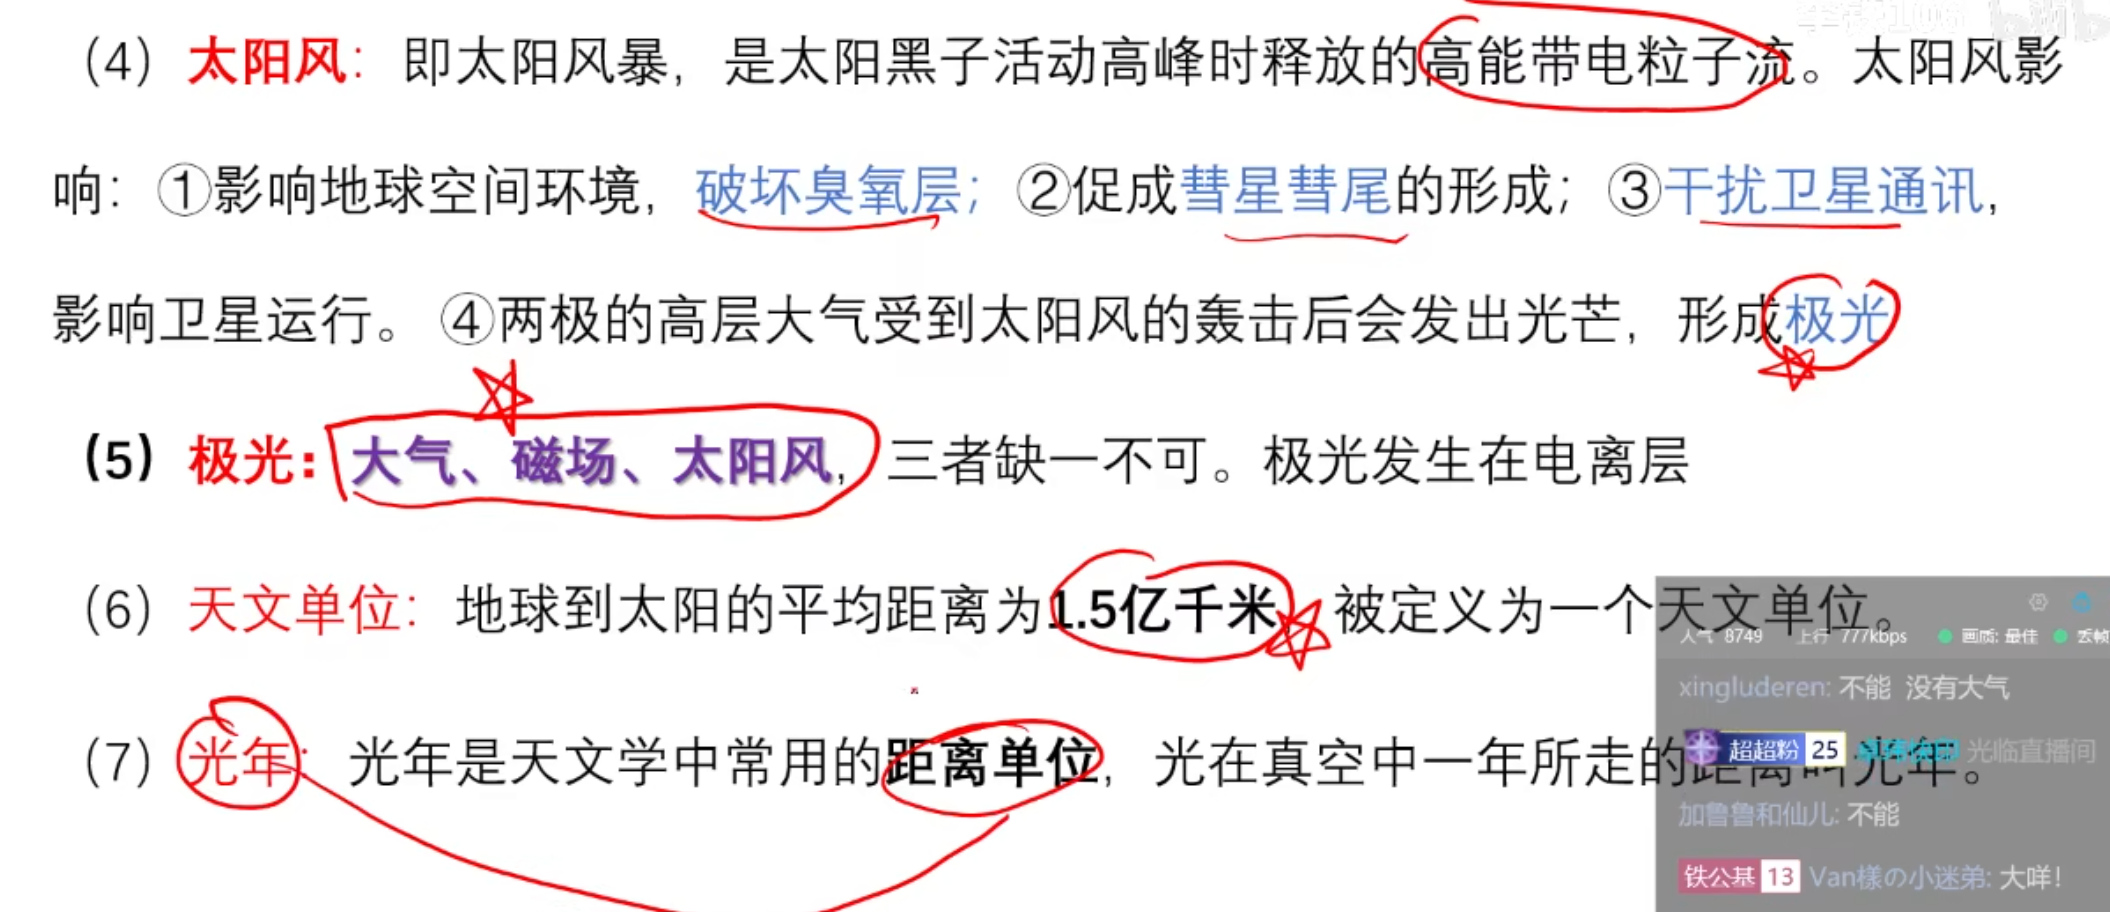 （4）太阳风：即太阳风暴，是太阳黑子活动高峰时释放的高能带电粒子流。太阳风影
响：①影响地球空间环境，破坏臭氧层；②促成彗星彗尾的形成；③干扰卫星通讯，
影响卫星运行。④两极的高层大气受到太阳风的轰击后会发出光芒，形成极光
（5）极光：大气、磁场、太阳风，三者缺一不可。极光发生在电离层
（6）天文单位：地球到太阳的平均距离为1.5亿千米，被定义为一个天文单位。
人气 8749 上行 777kbps 画质: 最佳 丢帧
xingluderen: 不能 没有大气
（7）光年：光年是天文学中常用的距离单位，光在真空中一年所走的距离叫光年。
超超粉 25 光临直播间
加鲁鲁和仙儿: 不能
铁公基 13 Van樣の小迷弟: 大咩!